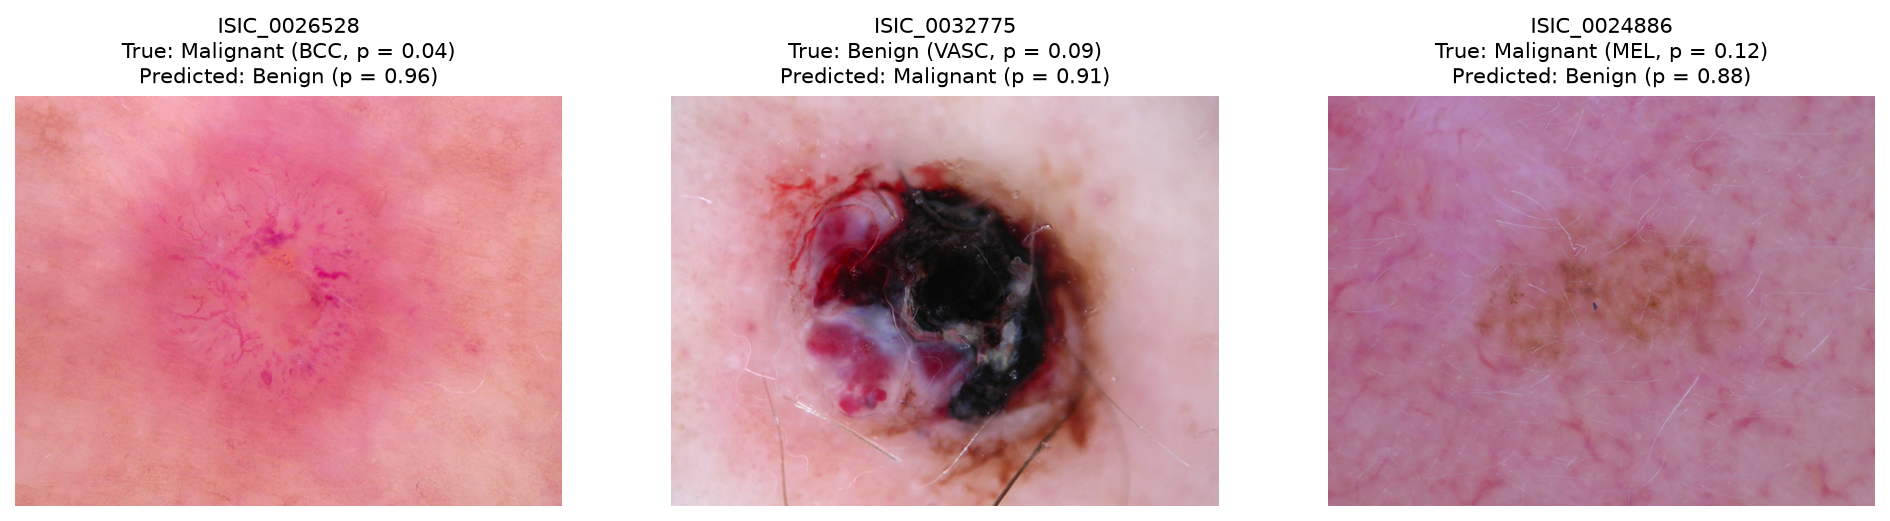 ISIC_0026528
True: Malignant (BCC, p = 0.04)
Predicted: Benign (p = 0.96)
ISIC_0032775
True: Benign (VASC, p = 0.09)
Predicted: Malignant (p = 0.91)
ISIC_0024886
True: Malignant (MEL, p = 0.12)
Predicted: Benign (p = 0.88)